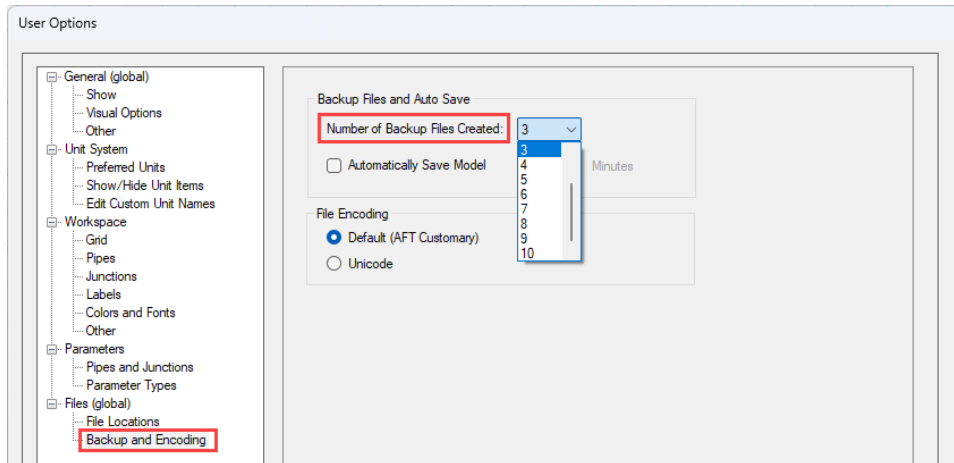 User Options
General (global)
Show
Visual Options
Other
Unit System
Preferred Units
Show/Hide Unit Items
Edit Custom Unit Names
Workspace
Grid
Pipes
Junctions
Labels
Colors and Fonts
Other
Parameters
Pipes and Junctions
Parameter Types
Files (global)
File Locations
Backup and Encoding
Backup Files and Auto Save
Number of Backup Files Created: 3
3
4
5
6
7
8
9
10
Automatically Save Model Minutes
File Encoding
Default (AFT Customary)
Unicode